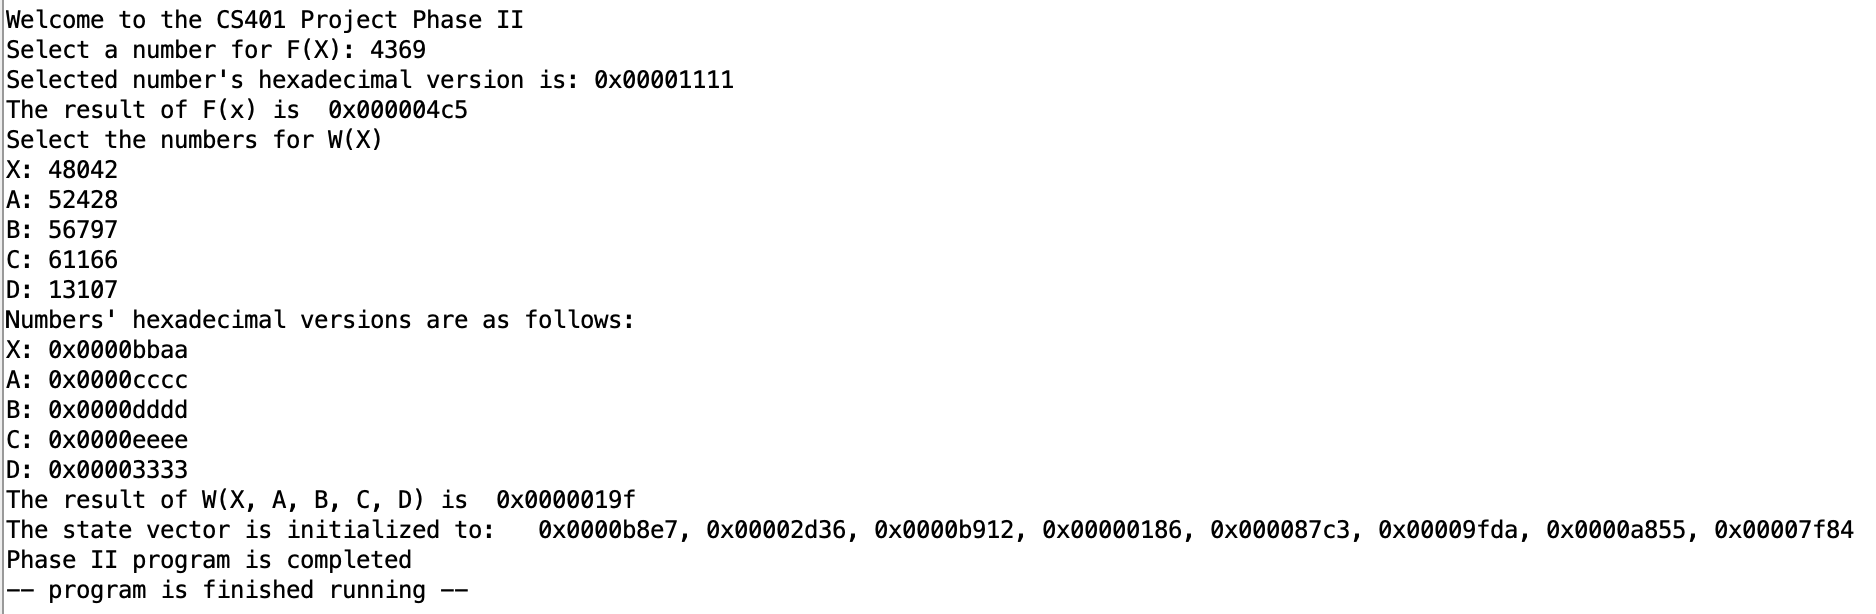 Welcome to the CS401 Project Phase II
Select a number for F(X): 4369
Selected number's hexadecimal version is: 0x00001111
The result of F(x) is  0x000004c5
Select the numbers for W(X)
X: 48042
A: 52428
B: 56797
C: 61166
D: 13107
Numbers' hexadecimal versions are as follows:
X: 0x0000bbaa
A: 0x0000cccc
B: 0x0000dddd
C: 0x0000eeee
D: 0x00003333
The result of W(X, A, B, C, D) is  0x0000019f
The state vector is initialized to:   0x0000b8e7, 0x00002d36, 0x0000b912, 0x00000186, 0x000087c3, 0x00009fda, 0x0000a855, 0x00007f84
Phase II program is completed
-- program is finished running --